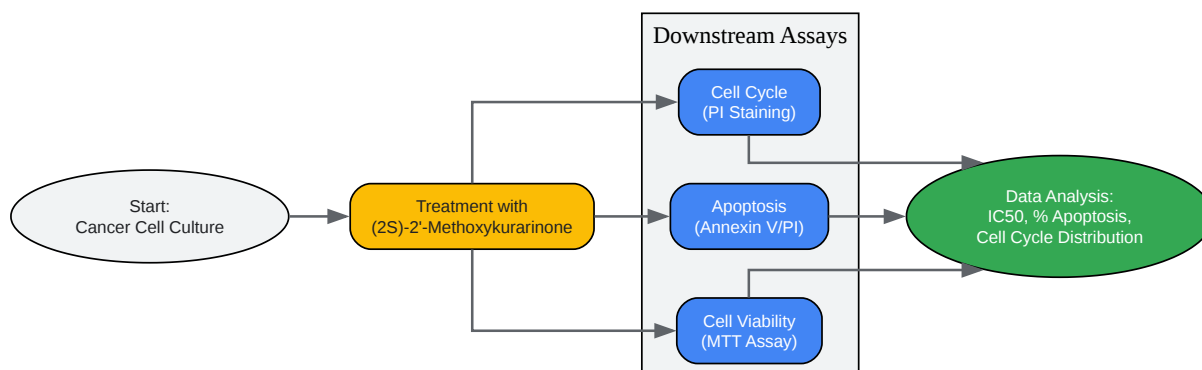 Start:
Cancer Cell Culture
Treatment with
(2S)-2'-Methoxykurarinone
Downstream Assays
Cell Cycle
(PI Staining)
Apoptosis
(Annexin V/PI)
Cell Viability
(MTT Assay)
Data Analysis:
IC50, % Apoptosis,
Cell Cycle Distribution